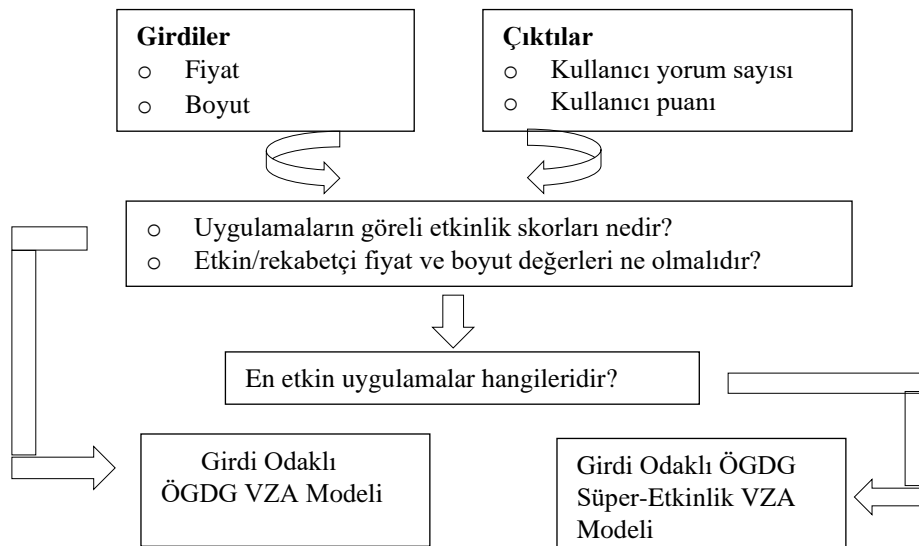 Girdiler
o Fiyat
o Boyut
Çıktılar
o Kullanıcı yorum sayısı
o Kullanıcı puanı
o Uygulamaların göreli etkinlik skorları nedir?
o Etkin/rekabetçi fiyat ve boyut değerleri ne olmalıdır?
En etkin uygulamalar hangileridir?
Girdi Odaklı
ÖGDG VZA Modeli
Girdi Odaklı ÖGDG
Süper-Etkinlik VZA
Modeli